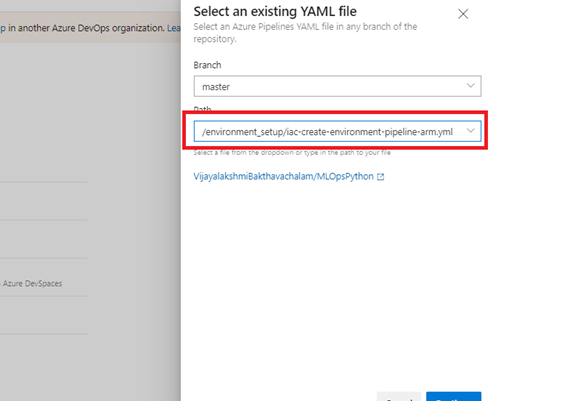 Select an existing YAML file
p in another Azure DevOps organization. Lea
Select an Azure Pipelines YAML file in any branch of the
repository.
Branch
master
Path
/environment_setup/iac-create-environment-pipeline-arm.yml
Select a file from the dropdown or type in the path to your file
VijayalakshmiBakthavachalam/MLOpsPython
- Azure DevSpaces